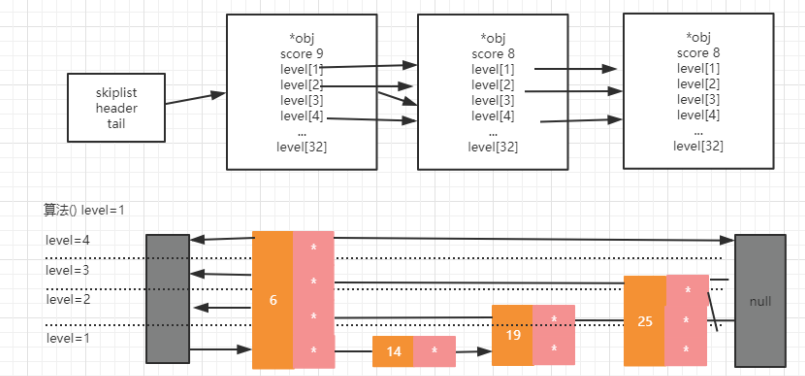 skiplist
header
tail
*obj
score 9
level[1]
level[2]
level[3]
level[4]
...
level[32]
*obj
score 8
level[1]
level[2]
level[3]
level[4]
...
level[32]
*obj
score 8
level[1]
level[2]
level[3]
level[4]
...
level[32]
算法() level=1
level=4
level=3
level=2
level=1
6
*
*
*
*
14
*
19
*
*
25
*
*
*
null